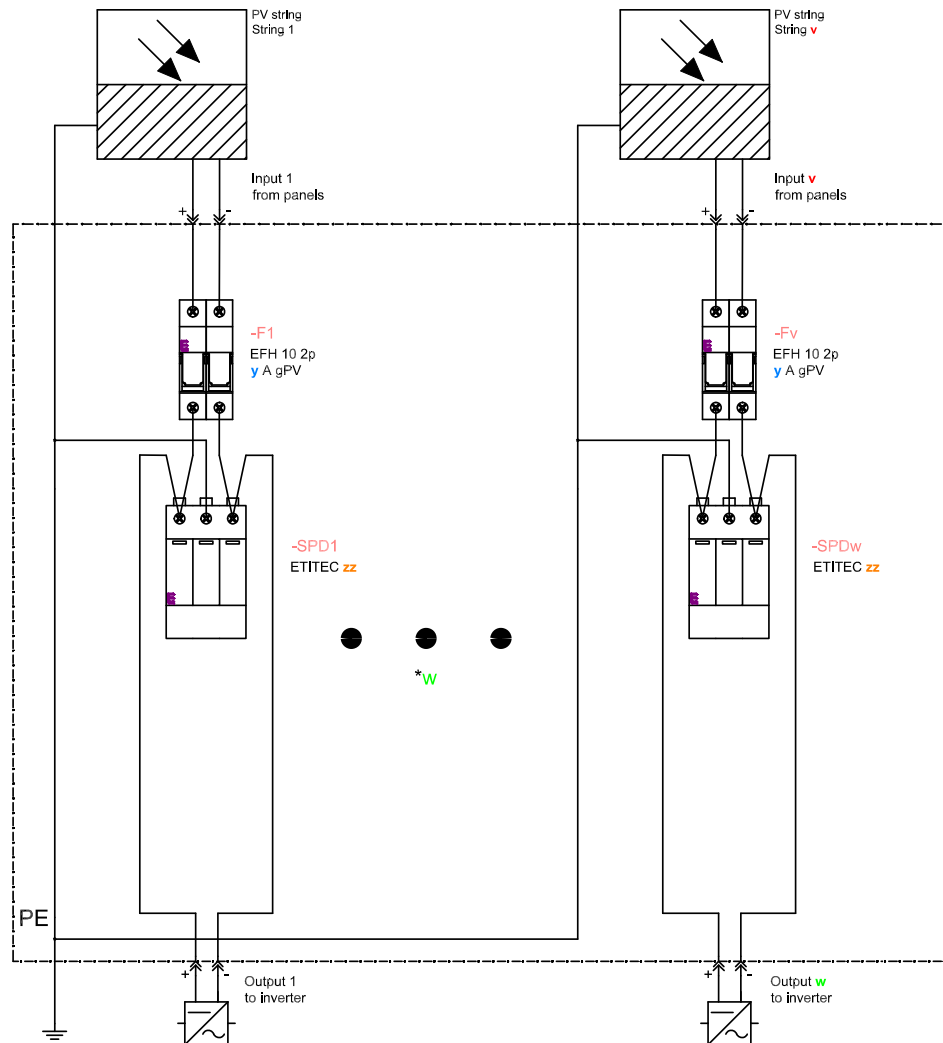 PV string
String 1
PV string
String v
Input 1
from panels
Input v
from panels
+ -
+ -
-F1
EFH 10 2p
y A gPV
-Fv
EFH 10 2p
y A gPV
E
E
-SPD1
ETITEC zz
-SPDw
ETITEC zz
E
E
*w
PE
+ -
Output 1
to inverter
+ -
Output w
to inverter